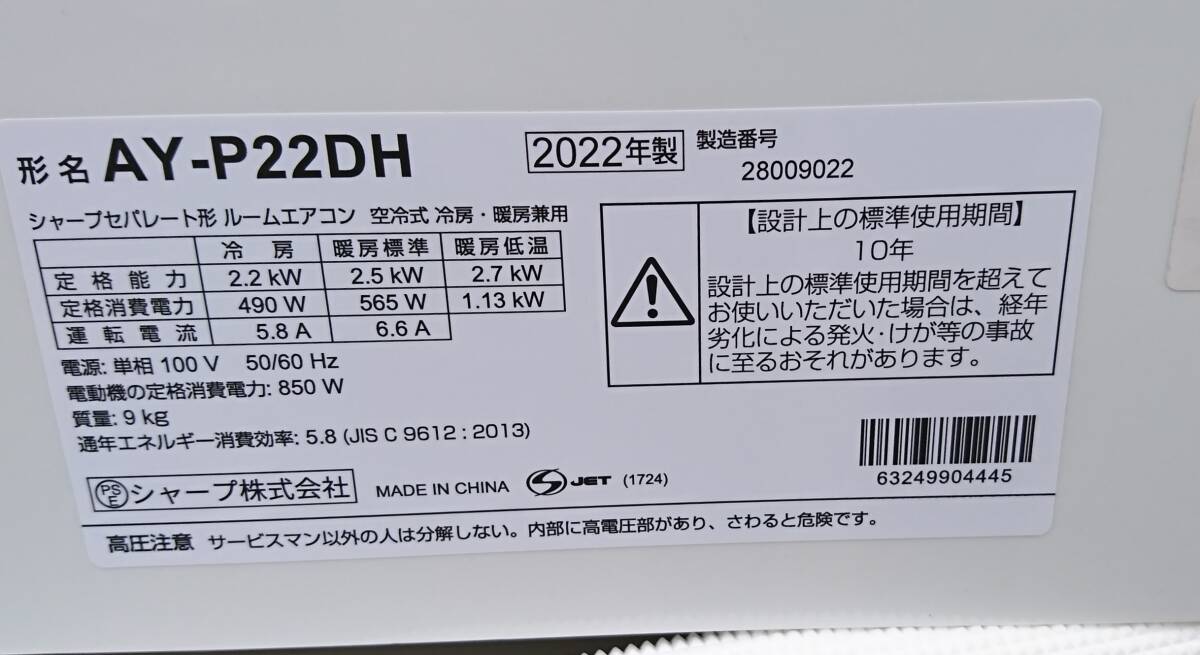 形名 AY-P22DH
2022年製
製造番号
28009022
シャープセパレート形 ルームエアコン 空冷式 冷房・暖房兼用
冷房 暖房標準 暖房低温
定格能力 2.2 kW 2.5 kW 2.7 kW
定格消費電力 490 W 565 W 1.13 kW
運転電流 5.8 A 6.6 A
電源: 単相 100 V 50/60 Hz
電動機の定格消費電力: 850 W
質量: 9 kg
通年エネルギー消費効率: 5.8 (JIS C 9612 : 2013)
【設計上の標準使用期間】
10年
設計上の標準使用期間を超えて
お使いいただいた場合は、経年
劣化による発火・けが等の事故
に至るおそれがあります。
63249904445
PSE シャープ株式会社 MADE IN CHINA JET (1724)
高圧注意 サービスマン以外の人は分解しない。内部に高電圧部があり、さわると危険です。